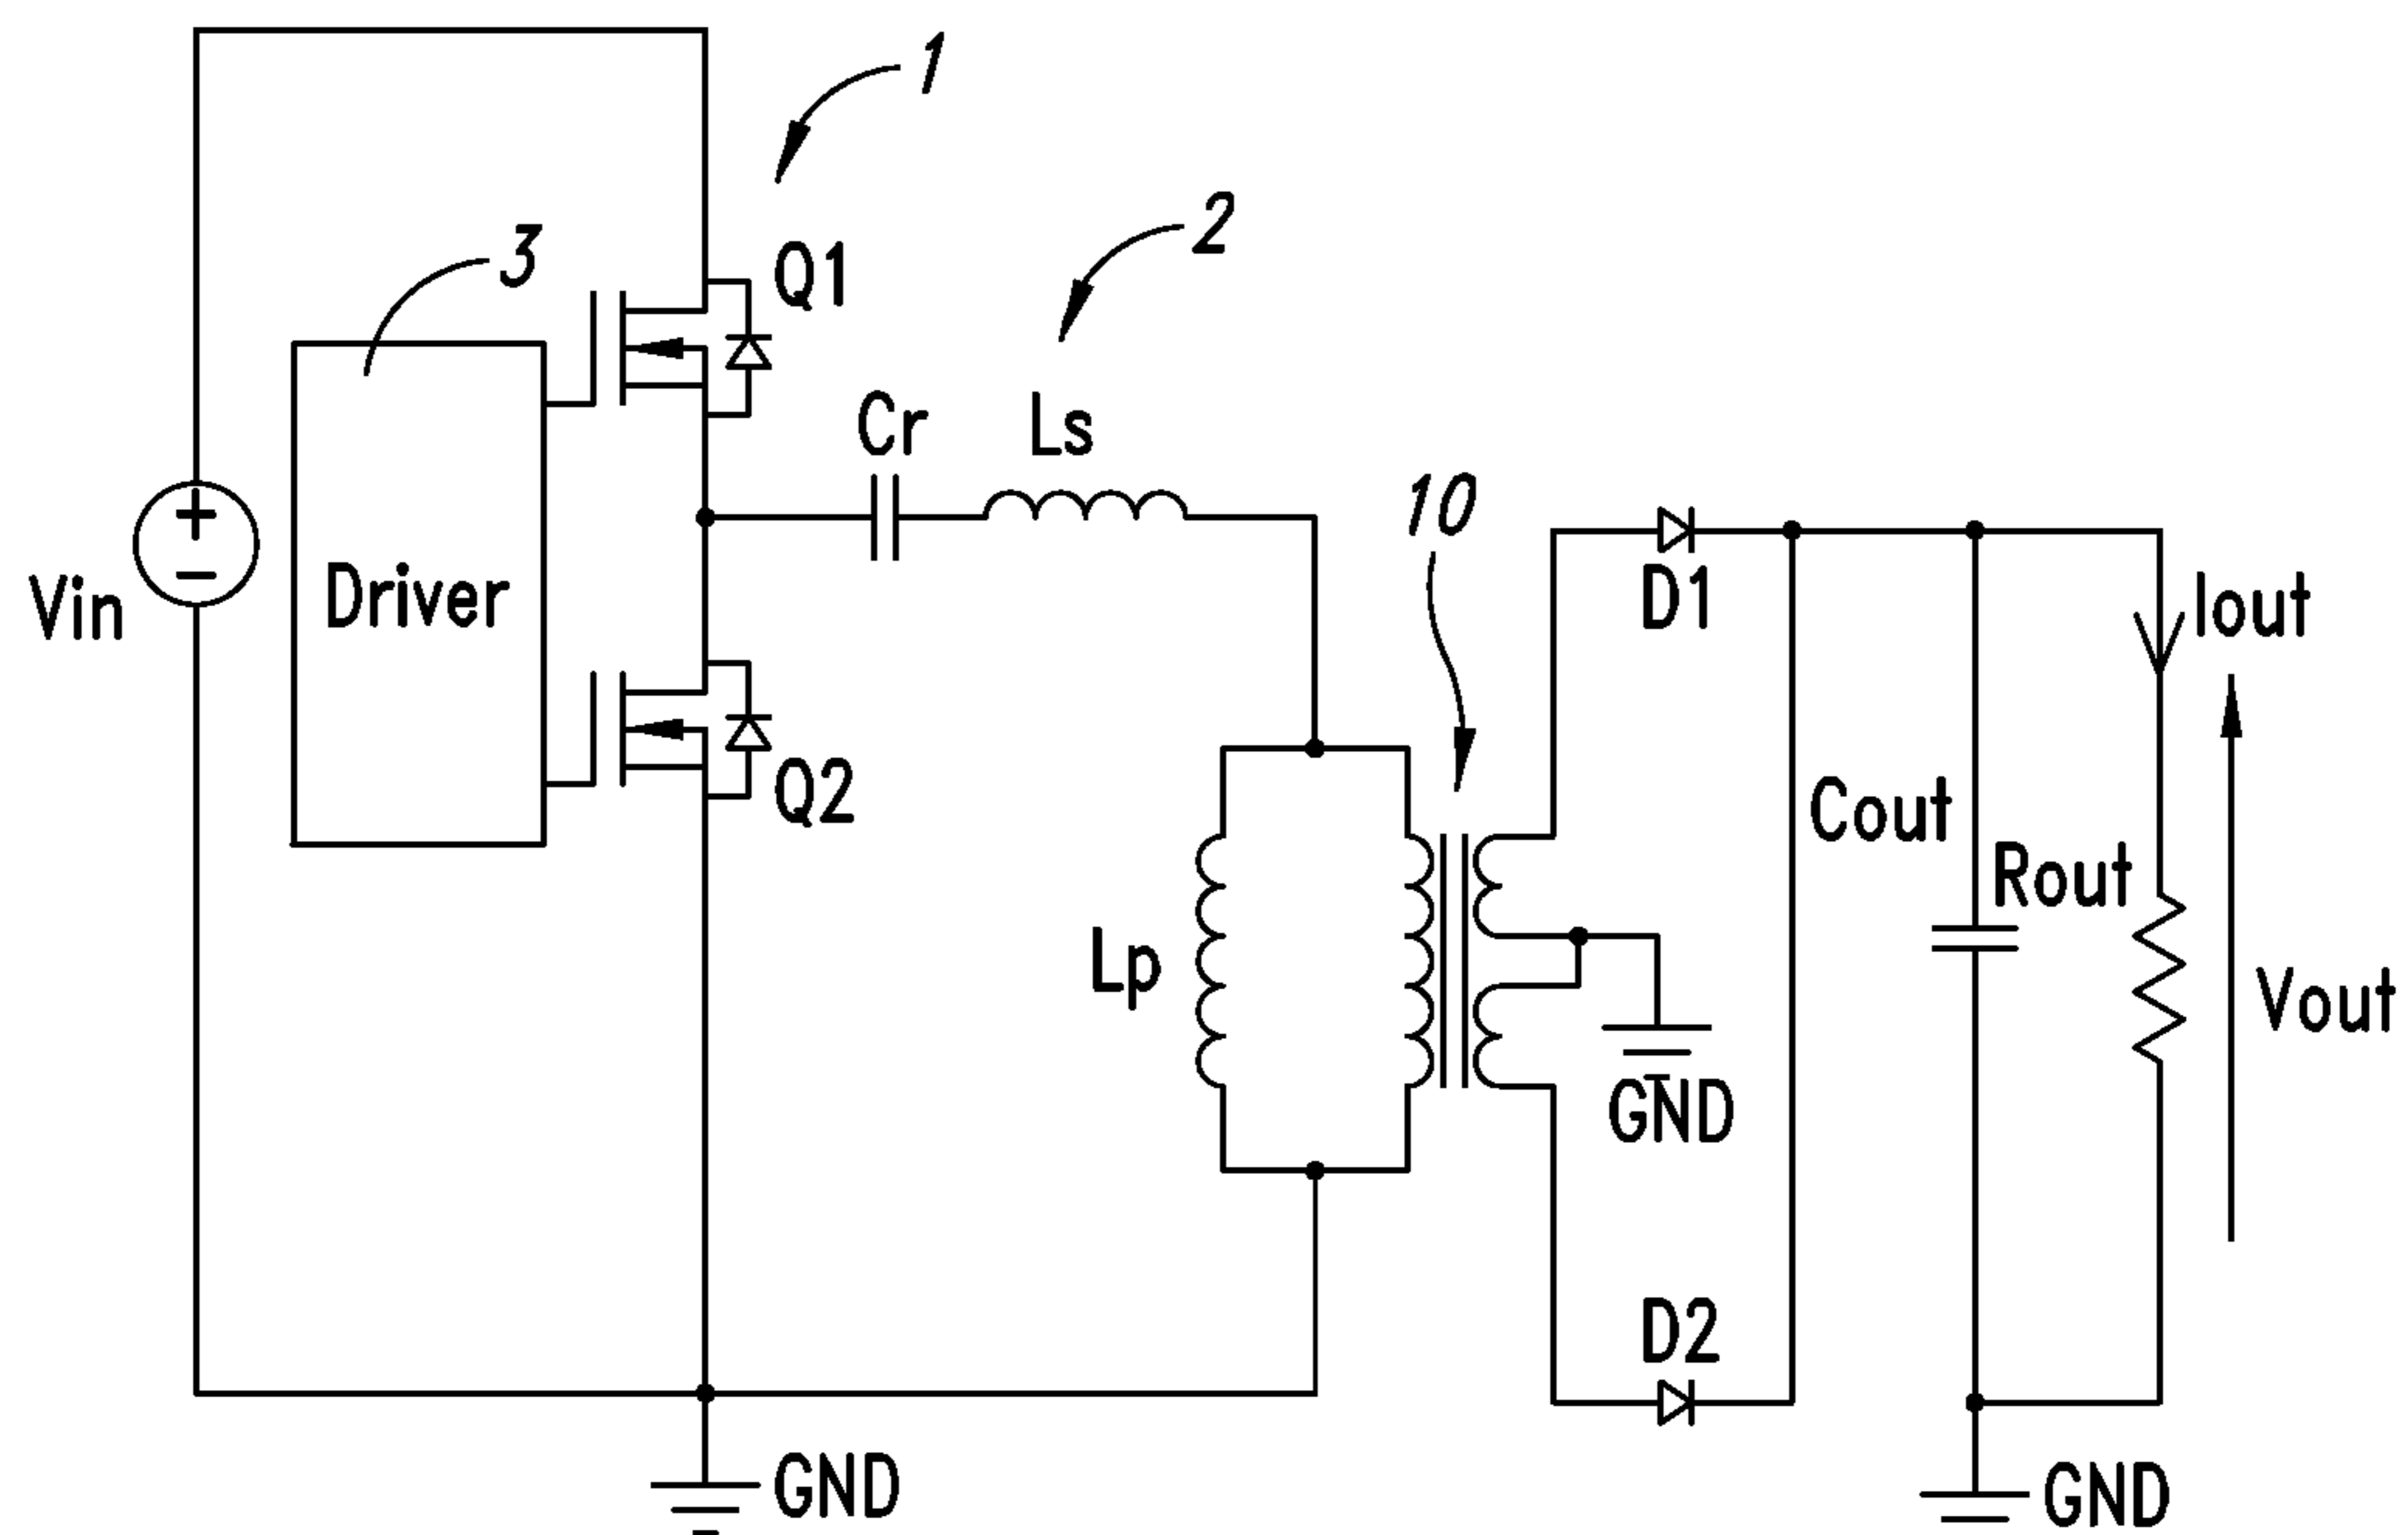 1
2
3
Q1
Cr
Ls
10
Vin
+
−
Driver
D1
Iout
Q2
Cout
Rout
Lp
Vout
GND
D2
GND
GND